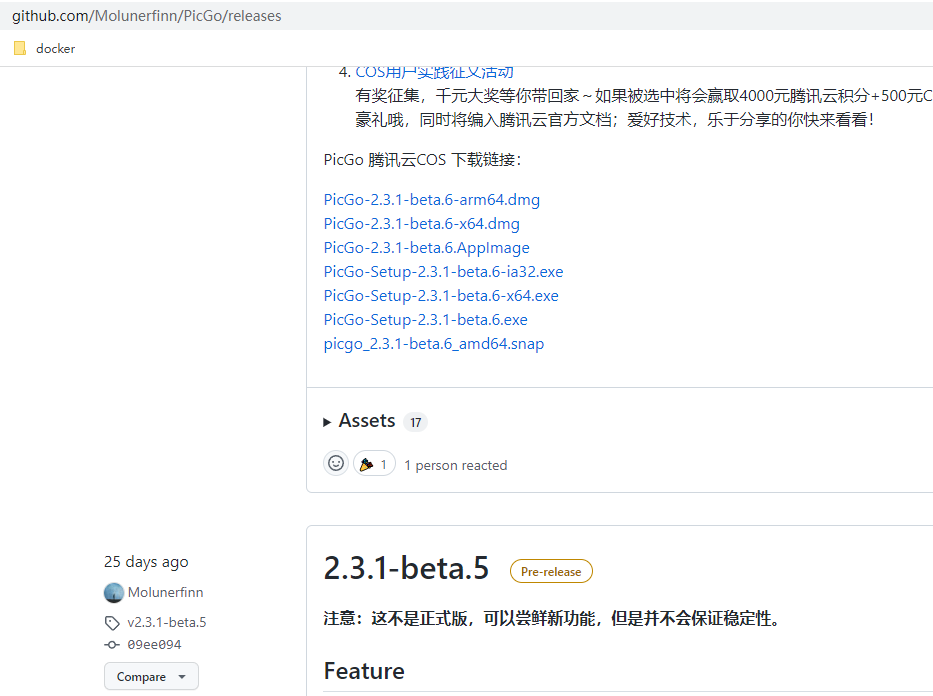 github.com/Molunerfinn/PicGo/releases
docker
4. COS用户实践征文活动
有奖征集，千元大奖等你带回家～如果被选中将会赢取4000元腾讯云积分+500元C
豪礼哦，同时将编入腾讯云官方文档；爱好技术，乐于分享的你快来看看！
PicGo 腾讯云COS 下载链接：
PicGo-2.3.1-beta.6-arm64.dmg
PicGo-2.3.1-beta.6-x64.dmg
PicGo-2.3.1-beta.6.AppImage
PicGo-Setup-2.3.1-beta.6-ia32.exe
PicGo-Setup-2.3.1-beta.6-x64.exe
PicGo-Setup-2.3.1-beta.6.exe
picgo_2.3.1-beta.6_amd64.snap
Assets 17
1 1 person reacted
25 days ago
Molunerfinn
v2.3.1-beta.5
09ee094
Compare
2.3.1-beta.5 Pre-release
注意：这不是正式版，可以尝鲜新功能，但是并不会保证稳定性。
Feature